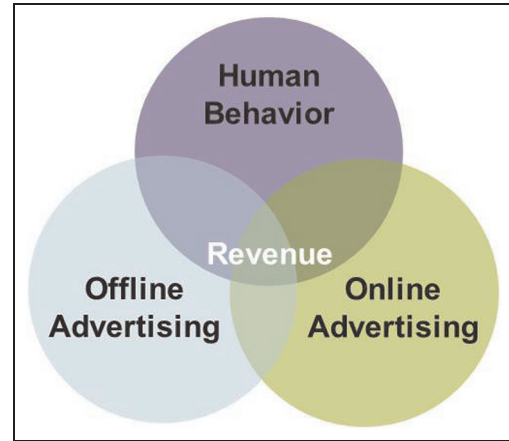 Human
Behavior
Revenue
Offline
Advertising
Online
Advertising